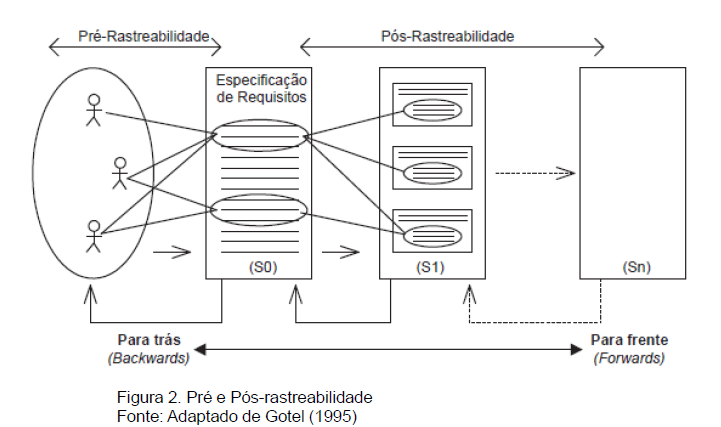 Pré-Rastreabilidade
Pós-Rastreabilidade
Especificação
de Requisitos
(S0)
(S1)
(Sn)
Para trás
(Backwards)
Para frente
(Forwards)
Figura 2. Pré e Pós-rastreabilidade
Fonte: Adaptado de Gotel (1995)